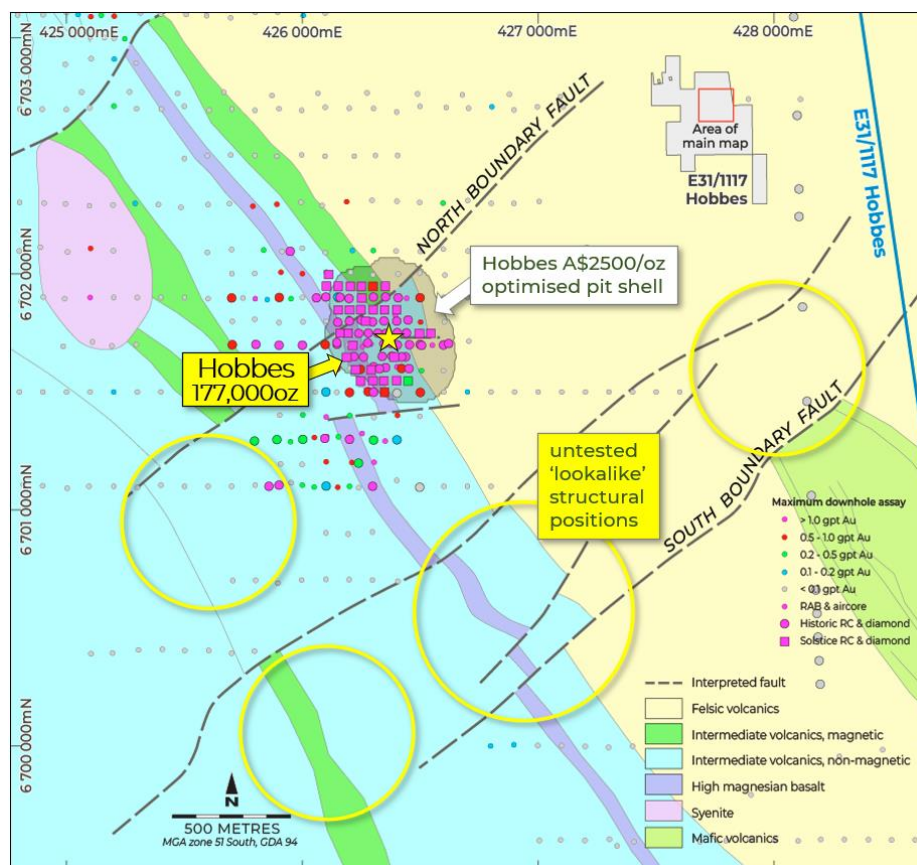 425 000mE
426 000mE
427 000mE
428 000mE
6 703 000mN
6 702 000mN
6 701 000mN
6 700 000mN
NORTH BOUNDARY FAULT
Area of
main map
E31/1117
Hobbes
E31/1117 Hobbes
Hobbes A$2500/oz
optimised pit shell
Hobbes
177,000oz
untested
‘lookalike’
structural
positions
SOUTH BOUNDARY FAULT
Maximum downhole assay
> 1.0 gpt Au
0.5 - 1.0 gpt Au
0.2 - 0.5 gpt Au
0.1 - 0.2 gpt Au
< 0.1 gpt Au
RAB & aircore
Historic RC & diamond
Solstice RC & diamond
Interpreted fault
Felsic volcanics
Intermediate volcanics, magnetic
Intermediate volcanics, non-magnetic
High magnesian basalt
Syenite
Mafic volcanics
N
500 METRES
MGA zone 51 South, GDA 94